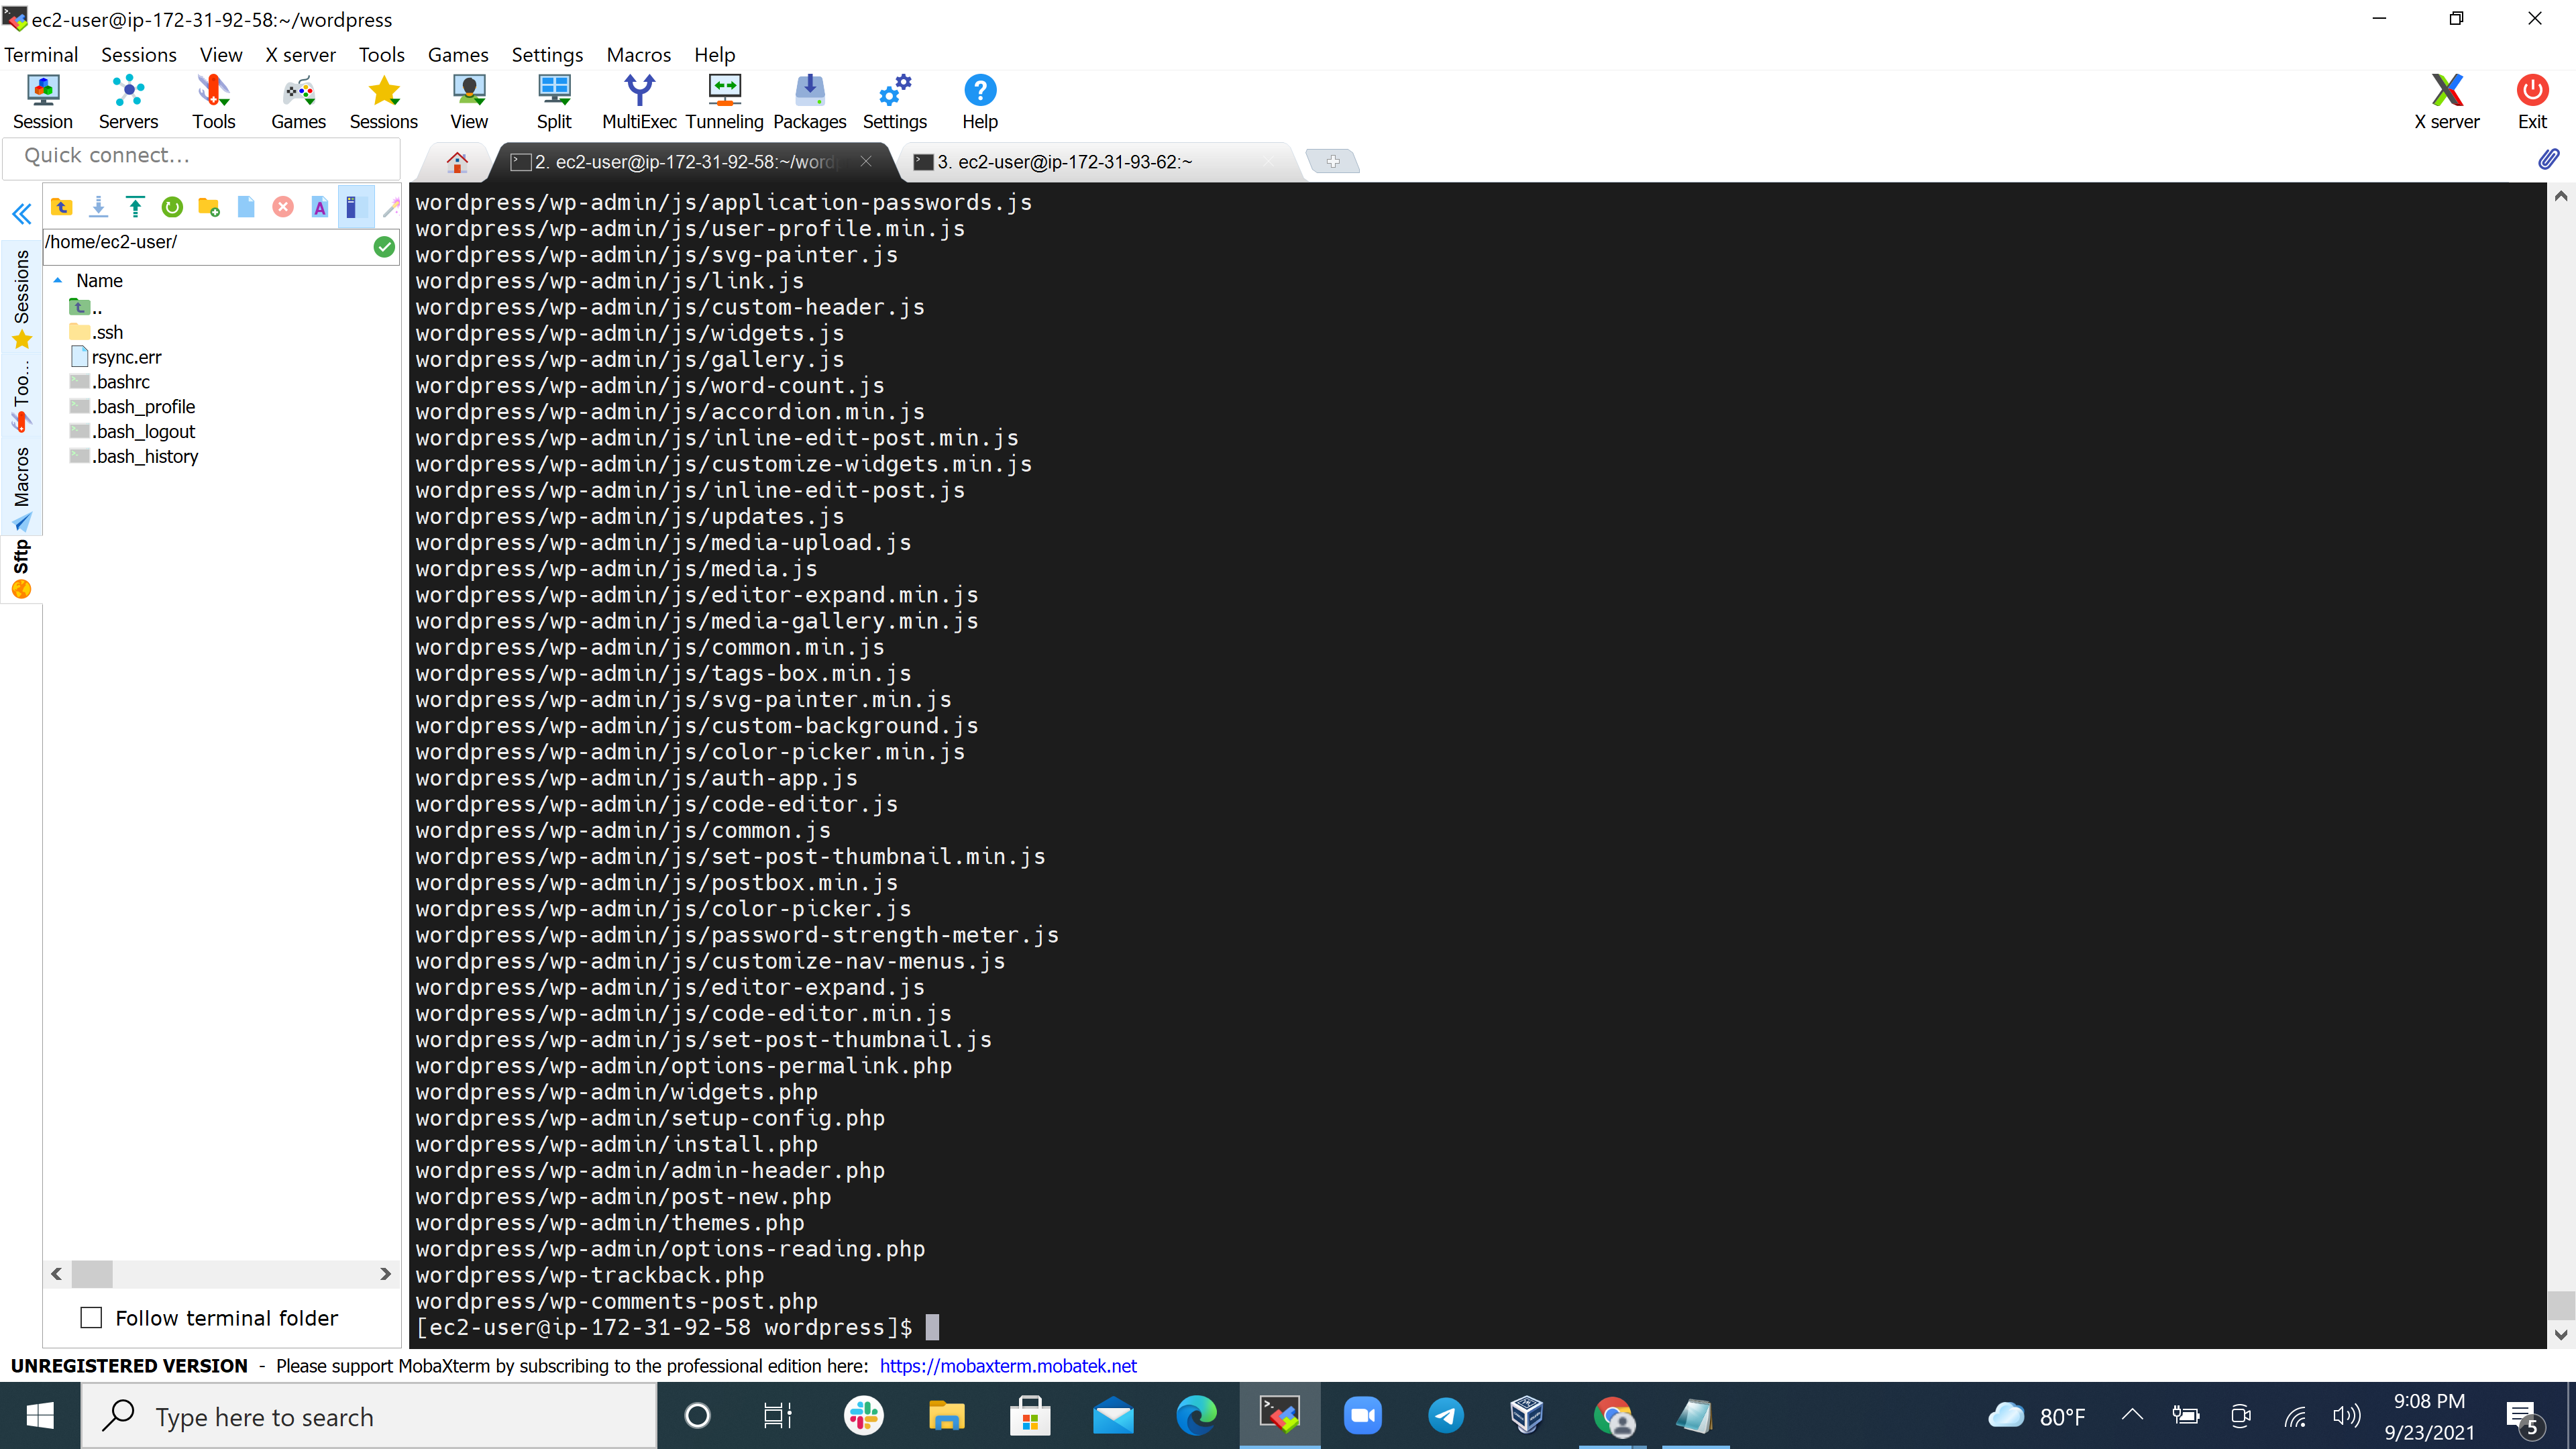 ec2-user@ip-172-31-92-58:~/wordpress
Terminal Sessions View X server Tools Games Settings Macros Help
Session Servers Tools Games Sessions View Split MultiExec Tunneling Packages Settings Help X server Exit
Quick connect...
2. ec2-user@ip-172-31-92-58:~/word
3. ec2-user@ip-172-31-93-62:~
Sessions
Too...
Macros
Sftp
/home/ec2-user/
Name
..
.ssh
rsync.err
.bashrc
.bash_profile
.bash_logout
.bash_history
Follow terminal folder
wordpress/wp-admin/js/application-passwords.js
wordpress/wp-admin/js/user-profile.min.js
wordpress/wp-admin/js/svg-painter.js
wordpress/wp-admin/js/link.js
wordpress/wp-admin/js/custom-header.js
wordpress/wp-admin/js/widgets.js
wordpress/wp-admin/js/gallery.js
wordpress/wp-admin/js/word-count.js
wordpress/wp-admin/js/accordion.min.js
wordpress/wp-admin/js/inline-edit-post.min.js
wordpress/wp-admin/js/customize-widgets.min.js
wordpress/wp-admin/js/inline-edit-post.js
wordpress/wp-admin/js/updates.js
wordpress/wp-admin/js/media-upload.js
wordpress/wp-admin/js/media.js
wordpress/wp-admin/js/editor-expand.min.js
wordpress/wp-admin/js/media-gallery.min.js
wordpress/wp-admin/js/common.min.js
wordpress/wp-admin/js/tags-box.min.js
wordpress/wp-admin/js/svg-painter.min.js
wordpress/wp-admin/js/custom-background.js
wordpress/wp-admin/js/color-picker.min.js
wordpress/wp-admin/js/auth-app.js
wordpress/wp-admin/js/code-editor.js
wordpress/wp-admin/js/common.js
wordpress/wp-admin/js/set-post-thumbnail.min.js
wordpress/wp-admin/js/postbox.min.js
wordpress/wp-admin/js/color-picker.js
wordpress/wp-admin/js/password-strength-meter.js
wordpress/wp-admin/js/customize-nav-menus.js
wordpress/wp-admin/js/editor-expand.js
wordpress/wp-admin/js/code-editor.min.js
wordpress/wp-admin/js/set-post-thumbnail.js
wordpress/wp-admin/options-permalink.php
wordpress/wp-admin/widgets.php
wordpress/wp-admin/setup-config.php
wordpress/wp-admin/install.php
wordpress/wp-admin/admin-header.php
wordpress/wp-admin/post-new.php
wordpress/wp-admin/themes.php
wordpress/wp-admin/options-reading.php
wordpress/wp-trackback.php
wordpress/wp-comments-post.php
[ec2-user@ip-172-31-92-58 wordpress]$
UNREGISTERED VERSION - Please support MobaXterm by subscribing to the professional edition here: https://mobaxterm.mobatek.net
Type here to search
80°F
9:08 PM
9/23/2021
5